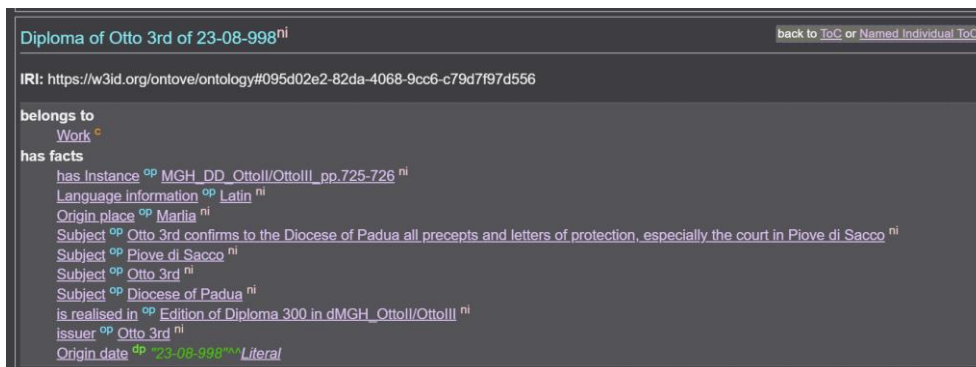 Diploma of Otto 3rd of 23-08-998ni
back to ToC or Named Individual ToC
IRI: https://w3id.org/ontove/ontology#095d02e2-82da-4068-9cc6-c79d7f97d556
belongs to
Work c
has facts
has Instance op MGH_DD_OttoII/OttoIII_pp.725-726 ni
Language information op Latin ni
Origin place op Marlia ni
Subject op Otto 3rd confirms to the Diocese of Padua all precepts and letters of protection, especially the court in Piove di Sacco ni
Subject op Piove di Sacco ni
Subject op Otto 3rd ni
Subject op Diocese of Padua ni
is realised in op Edition of Diploma 300 in dMGH_OttoII/OttoIII ni
issuer op Otto 3rd ni
Origin date dp "23-08-998"^^Literal